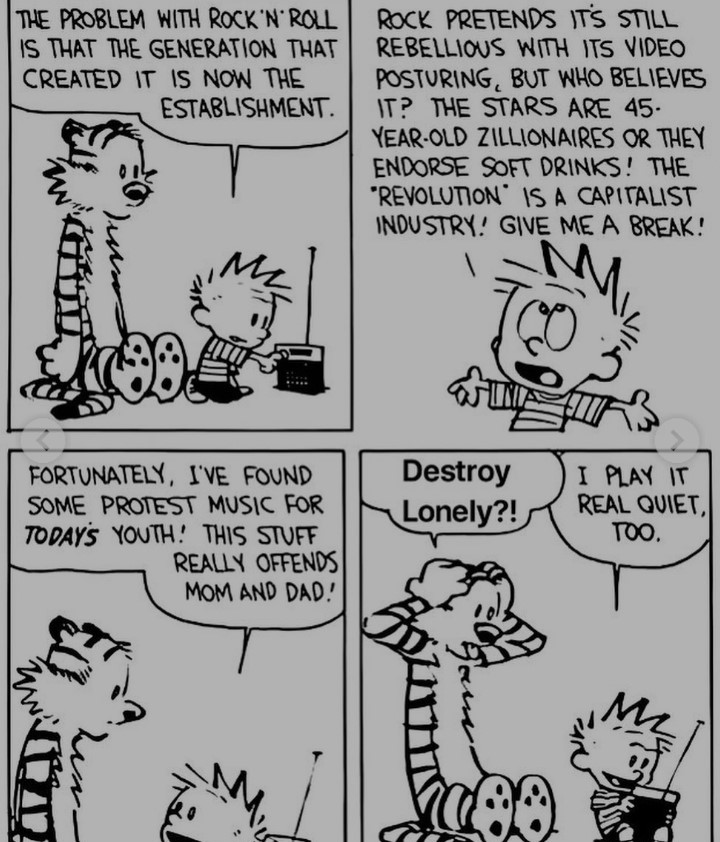 THE PROBLEM WITH ROCK 'N' ROLL
IS THAT THE GENERATION THAT
CREATED IT IS NOW THE
ESTABLISHMENT.
ROCK PRETENDS IT'S STILL
REBELLIOUS WITH ITS VIDEO
POSTURING, BUT WHO BELIEVES
IT? THE STARS ARE 45-
YEAR-OLD ZILLIONAIRES OR THEY
ENDORSE SOFT DRINKS! THE
"REVOLUTION" IS A CAPITALIST
INDUSTRY! GIVE ME A BREAK!
FORTUNATELY, I'VE FOUND
SOME PROTEST MUSIC FOR
TODAY'S YOUTH! THIS STUFF
REALLY OFFENDS
MOM AND DAD!
Destroy
Lonely?!
I PLAY IT
REAL QUIET,
TOO.